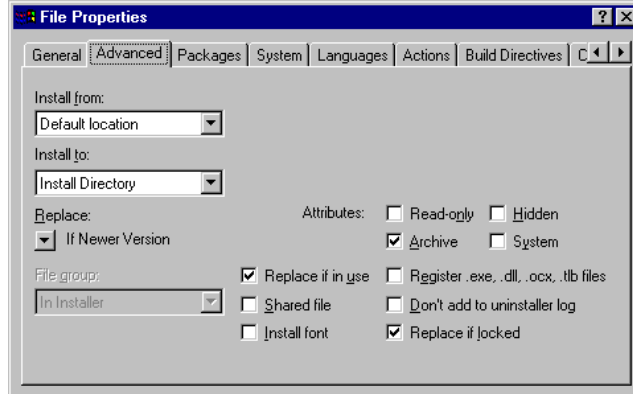 File Properties
General Advanced Packages System Languages Actions Build Directives
Install from:
Default location
Install to:
Install Directory
Replace:
If Newer Version
Attributes:
Read-only
Hidden
Archive
System
File group:
In Installer
Replace if in use
Register .exe, .dll, .ocx, .tlb files
Shared file
Don't add to uninstaller log
Install font
Replace if locked